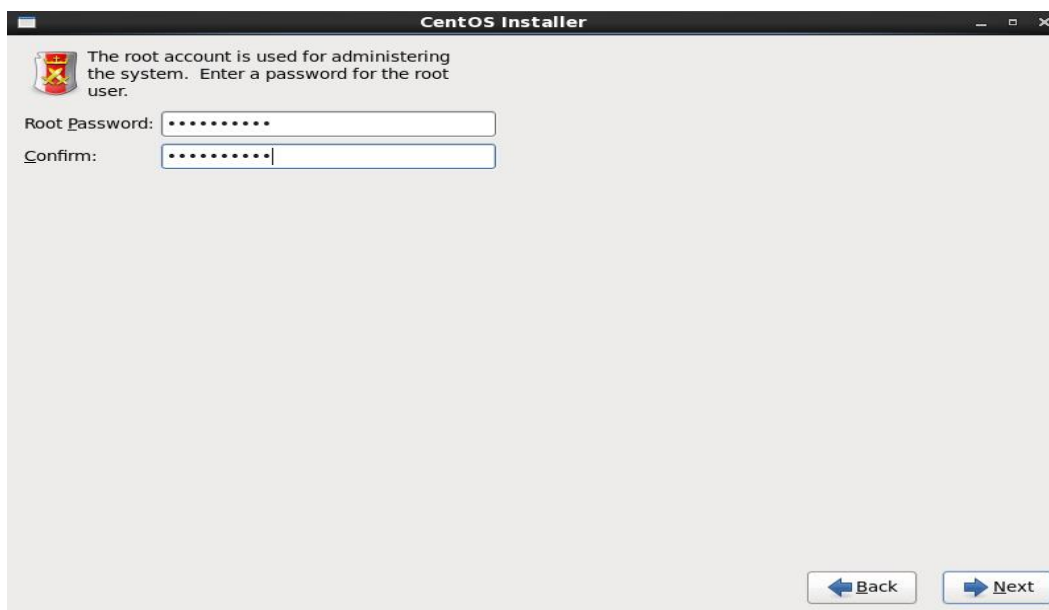 CentOS Installer
The root account is used for administering
the system. Enter a password for the root
user.
Root Password: ••••••••••
Confirm: ••••••••••
Back
Next